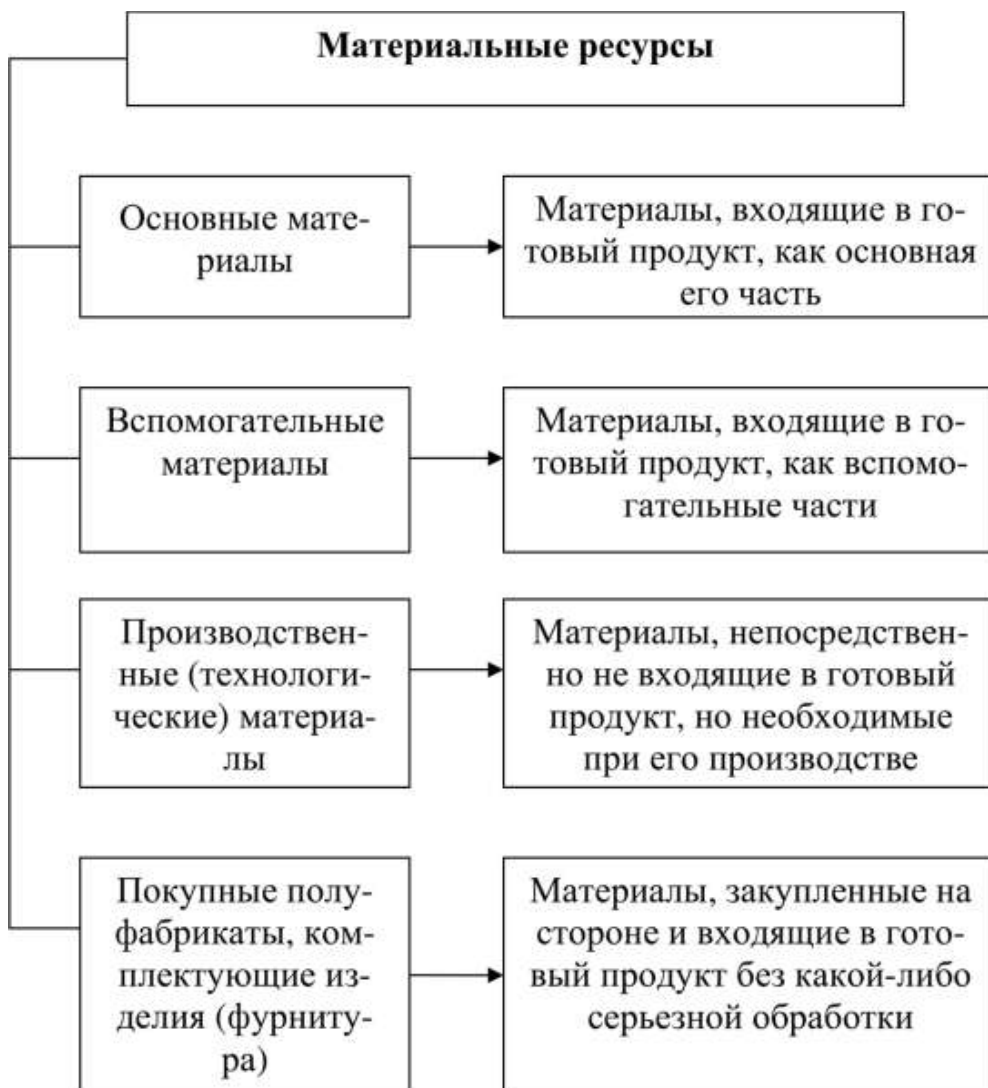 Материальные ресурсы
Основные мате-
риалы
Материалы, входящие в го-
товый продукт, как основная
его часть
Вспомогательные
материалы
Материалы, входящие в го-
товый продукт, как вспомо-
гательные части
Производствен-
ные (технологи-
ческие) материа-
лы
Материалы, непосредствен-
но не входящие в готовый
продукт, но необходимые
при его производстве
Покупные полу-
фабрикаты, ком-
плектующие из-
делия (фурниту-
ра)
Материалы, закупленные на
стороне и входящие в гото-
вый продукт без какой-либо
серьезной обработки